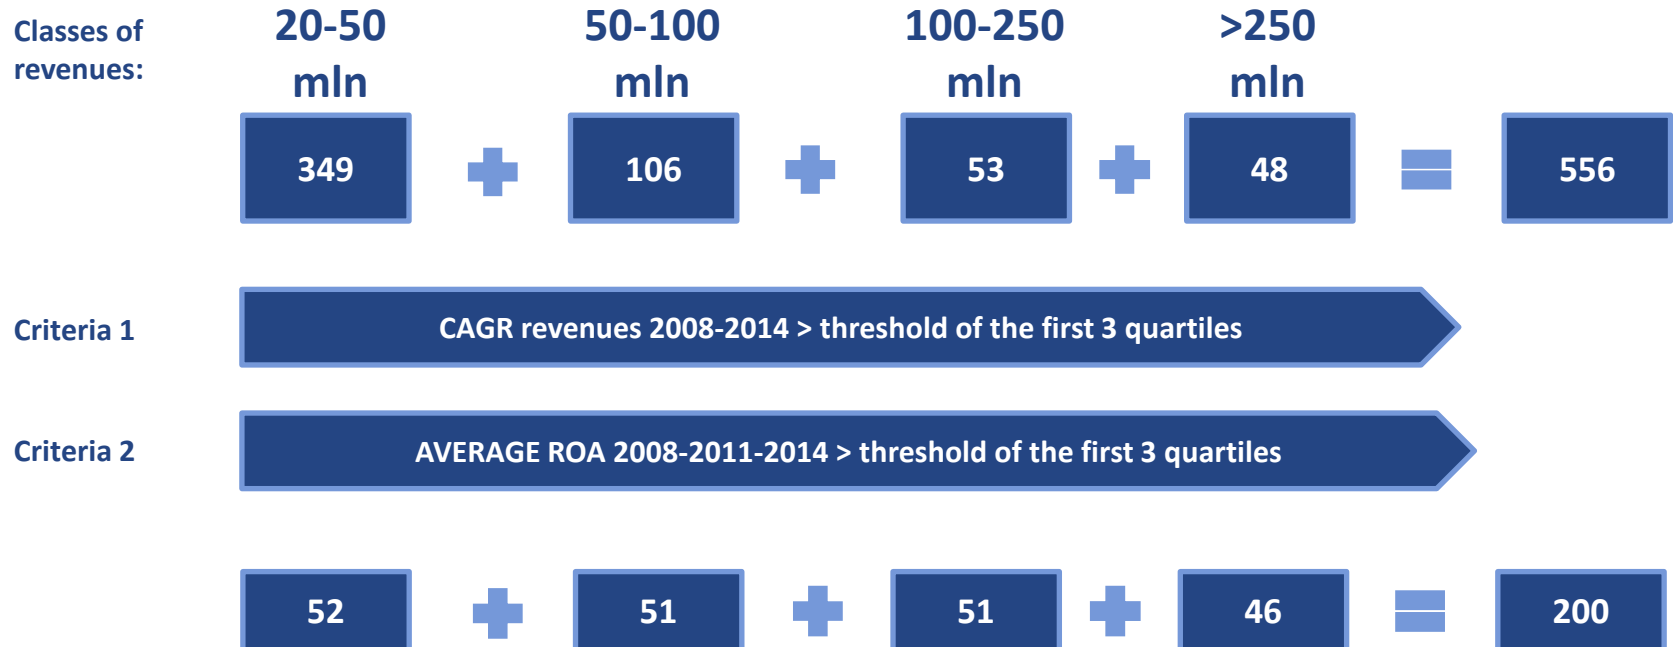 Classes of
revenues:
20-50
mln
50-100
mln
100-250
mln
>250
mln
349
106
53
48
556
Criteria 1
CAGR revenues 2008-2014 > threshold of the first 3 quartiles
Criteria 2
AVERAGE ROA 2008-2011-2014 > threshold of the first 3 quartiles
52
51
51
46
200